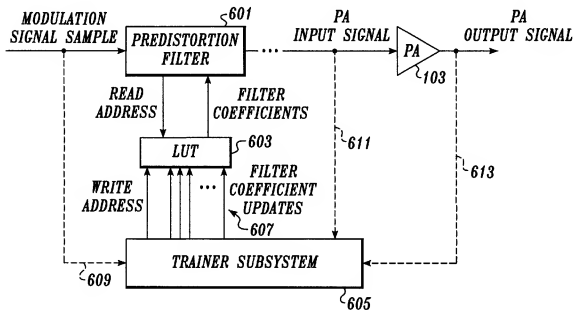 MODULATION
SIGNAL SAMPLE
601
PREDISTORTION
FILTER
...
PA
INPUT SIGNAL
PA
103
PA
OUTPUT SIGNAL
READ
ADDRESS
FILTER
COEFFICIENTS
611
613
LUT
603
WRITE
ADDRESS
...
FILTER
COEFFICIENT
UPDATES
607
609
TRAINER SUBSYSTEM
605